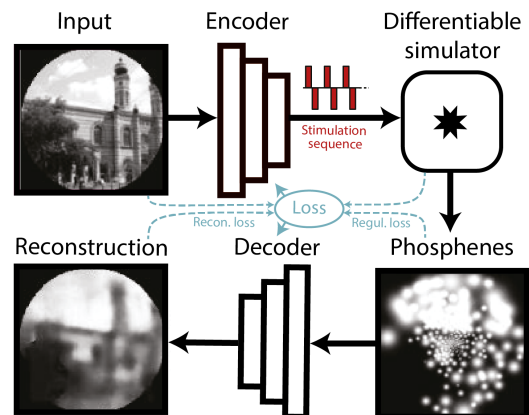 Input
Encoder
Differentiable
simulator
Stimulation
sequence
Loss
Recon. loss
Regul. loss
Reconstruction
Decoder
Phosphenes